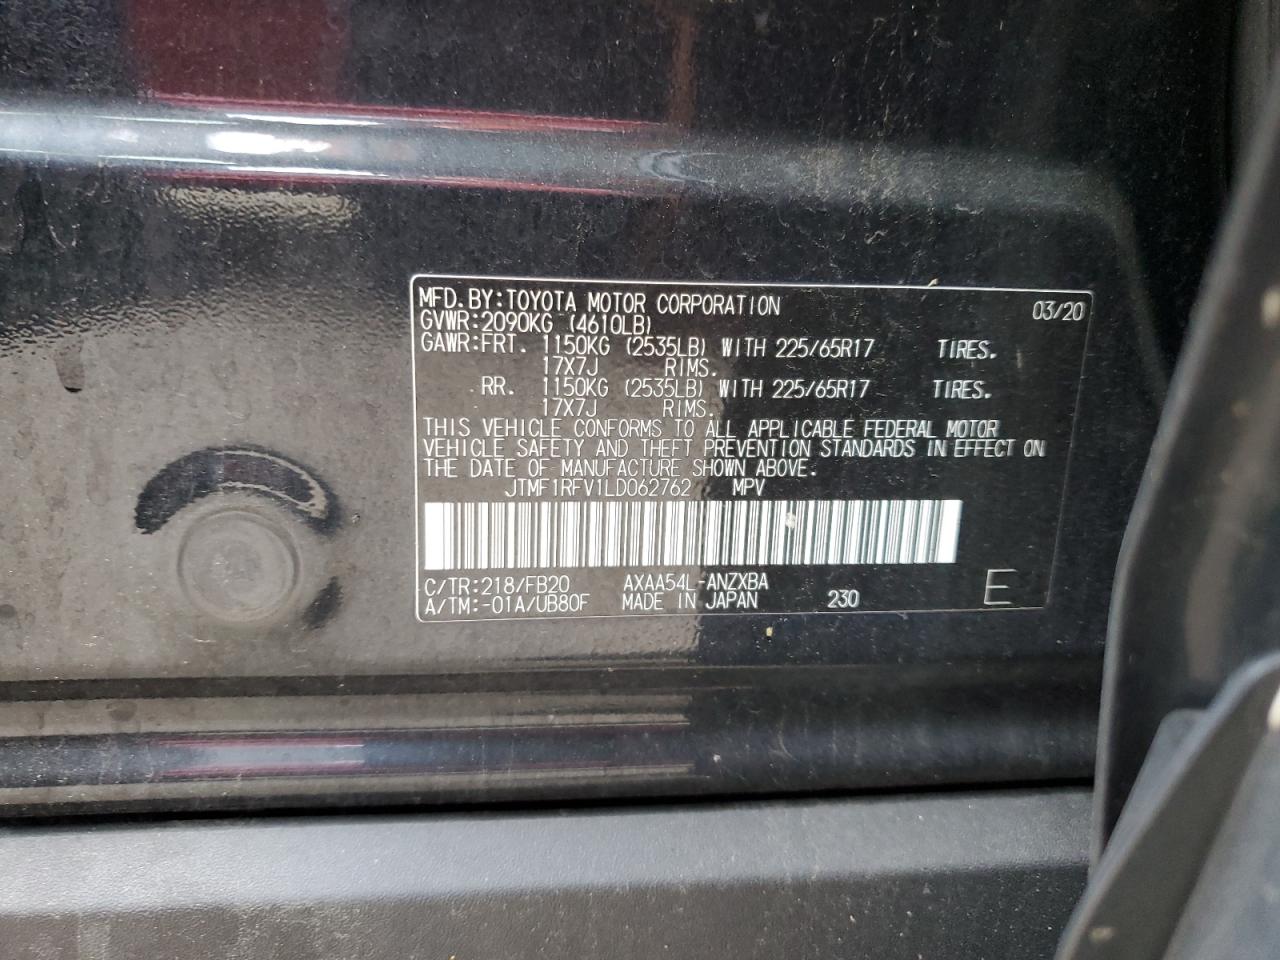 MFD.BY:TOYOTA MOTOR CORPORATION 03/20
GVWR:2090KG (4610LB)
GAWR:FRT. 1150KG (2535LB) WITH 225/65R17 TIRES.
17X7J RIMS.
RR. 1150KG (2535LB) WITH 225/65R17 TIRES.
17X7J RIMS.
THIS VEHICLE CONFORMS TO ALL APPLICABLE FEDERAL MOTOR
VEHICLE SAFETY AND THEFT PREVENTION STANDARDS IN EFFECT ON
THE DATE OF MANUFACTURE SHOWN ABOVE.
JTMF1RFV1LD062762 MPV
C/TR:218/FB20 AXAA54L-ANZXBA
A/TM:-01A/UB80F MADE IN JAPAN 230 E